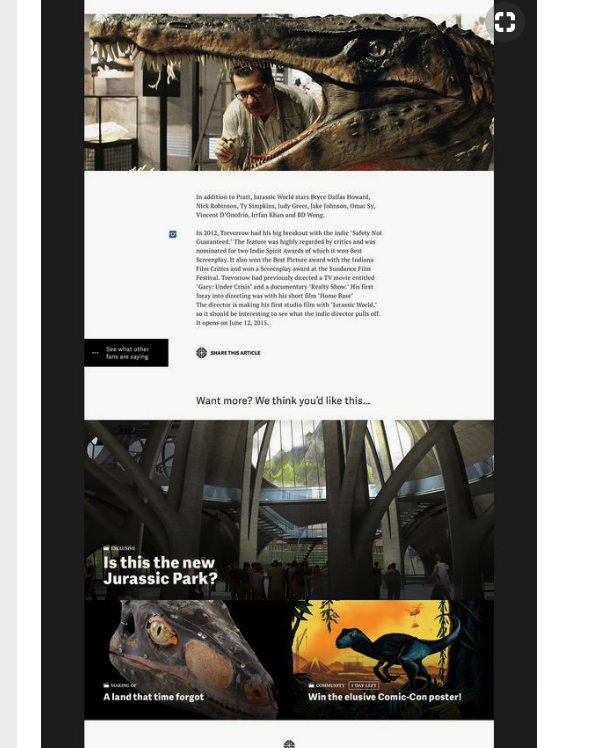 In addition to Pratt, Jurassic World stars Bryce Dallas Howard,
Nick Robinson, Ty Simpkins, Judy Greer, Jake Johnson, Omar Sy,
Vincent D'Onofrio, Irrfan Khan and BD Wong.
In 2012, Trevorrow had his big breakout with the indie "Safety Not
Guaranteed." The feature was highly regarded by critics and was
nominated for two Indie Spirit Awards of which it won Best
Screenplay. It also won the Best Picture award with the Indiana
Film Critics and won a Screenplay award at the Sundance Film
Festival. Trevorrow had previously directed a TV movie entitled
"Gary: Under Crisis" and a documentary "Realty Show." His first
foray into directing was with his short film "Home Base"
The director is making his first studio film with "Jurassic World,"
so it should be interesting to see what the indie director pulls off.
It opens on June 12, 2015.
See what other
fans are saying
SHARE THIS ARTICLE
Want more? We think you'd like this...
EXCLUSIVE
Is this the new
Jurassic Park?
MAKING OF
A land that time forgot
COMMUNITY 1 DAY LEFT
Win the elusive Comic-Con poster!